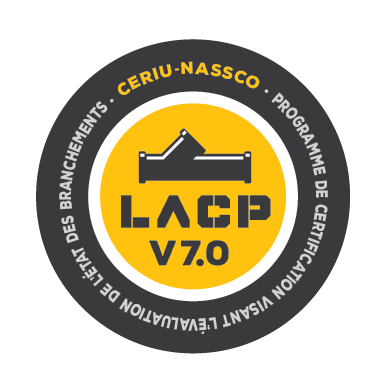 CERIU-NASSCO
· PROGRAMME DE CERTIFICATION VISANT L'ÉVALUATION DE L'ÉTAT DES BRANCHEMENTS ·
LACP
V7.0